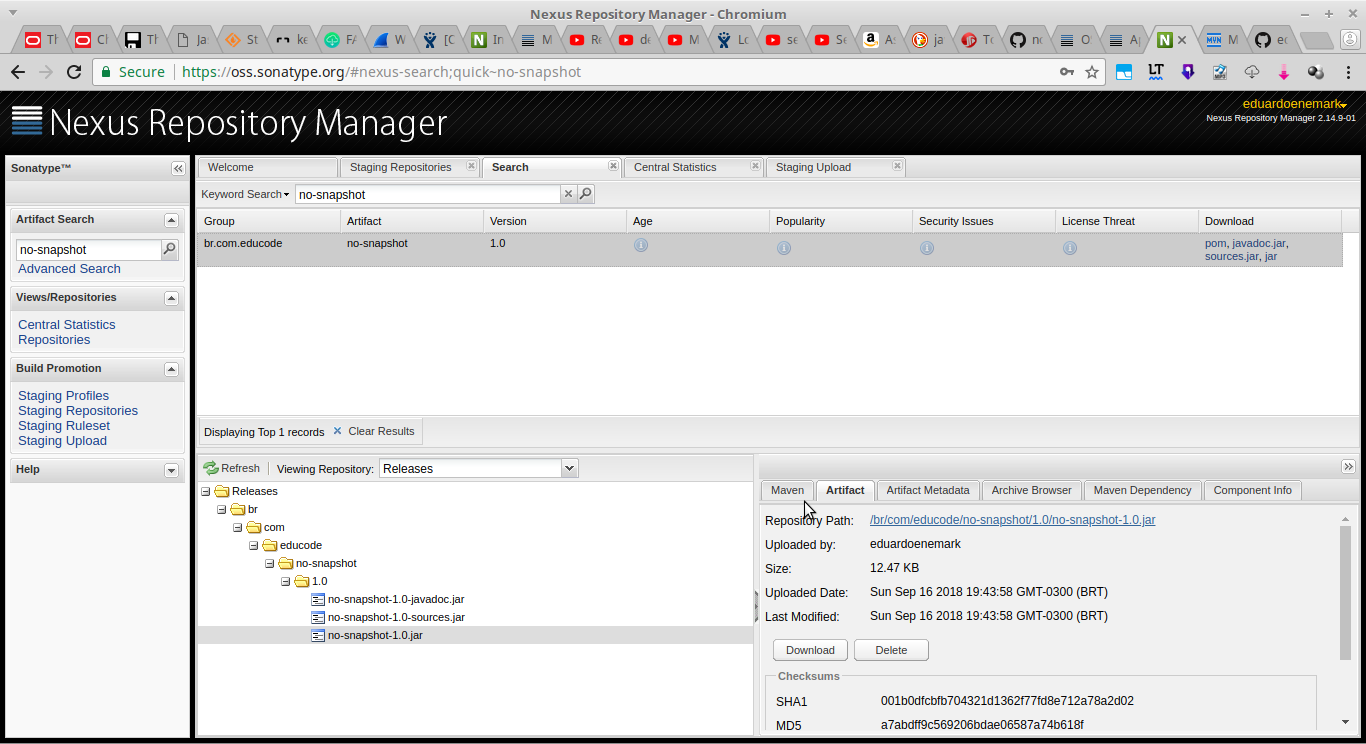 Nexus Repository Manager - Chromium
Th Cl Th Ja St ke FA W [C In M Re de M Lo se Se A ja To no O A N M ec
Secure https://oss.sonatype.org/#nexus-search;quick~no-snapshot LT
Nexus Repository Manager
eduardoenemark
Nexus Repository Manager 2.14.9-01
Sonatype™
Welcome Staging Repositories Search Central Statistics Staging Upload
Keyword Search no-snapshot
Artifact Search
no-snapshot
Advanced Search
Views/Repositories
Central Statistics
Repositories
Build Promotion
Staging Profiles
Staging Repositories
Staging Ruleset
Staging Upload
Help
Group Artifact Version Age Popularity Security Issues License Threat Download
br.com.educode no-snapshot 1.0 pom, javadoc.jar,
sources.jar, jar
Displaying Top 1 records Clear Results
Refresh Viewing Repository: Releases
Releases
br
com
educode
no-snapshot
1.0
no-snapshot-1.0-javadoc.jar
no-snapshot-1.0-sources.jar
no-snapshot-1.0.jar
Maven Artifact Artifact Metadata Archive Browser Maven Dependency Component Info
Repository Path: /br/com/educode/no-snapshot/1.0/no-snapshot-1.0.jar
Uploaded by: eduardoenemark
Size: 12.47 KB
Uploaded Date: Sun Sep 16 2018 19:43:58 GMT-0300 (BRT)
Last Modified: Sun Sep 16 2018 19:43:58 GMT-0300 (BRT)
Download Delete
Checksums
SHA1 001b0dfcbfb704321d1362f77fd8e712a78a2d02
MD5 a7abdff9c569206bdae06587a74b618f